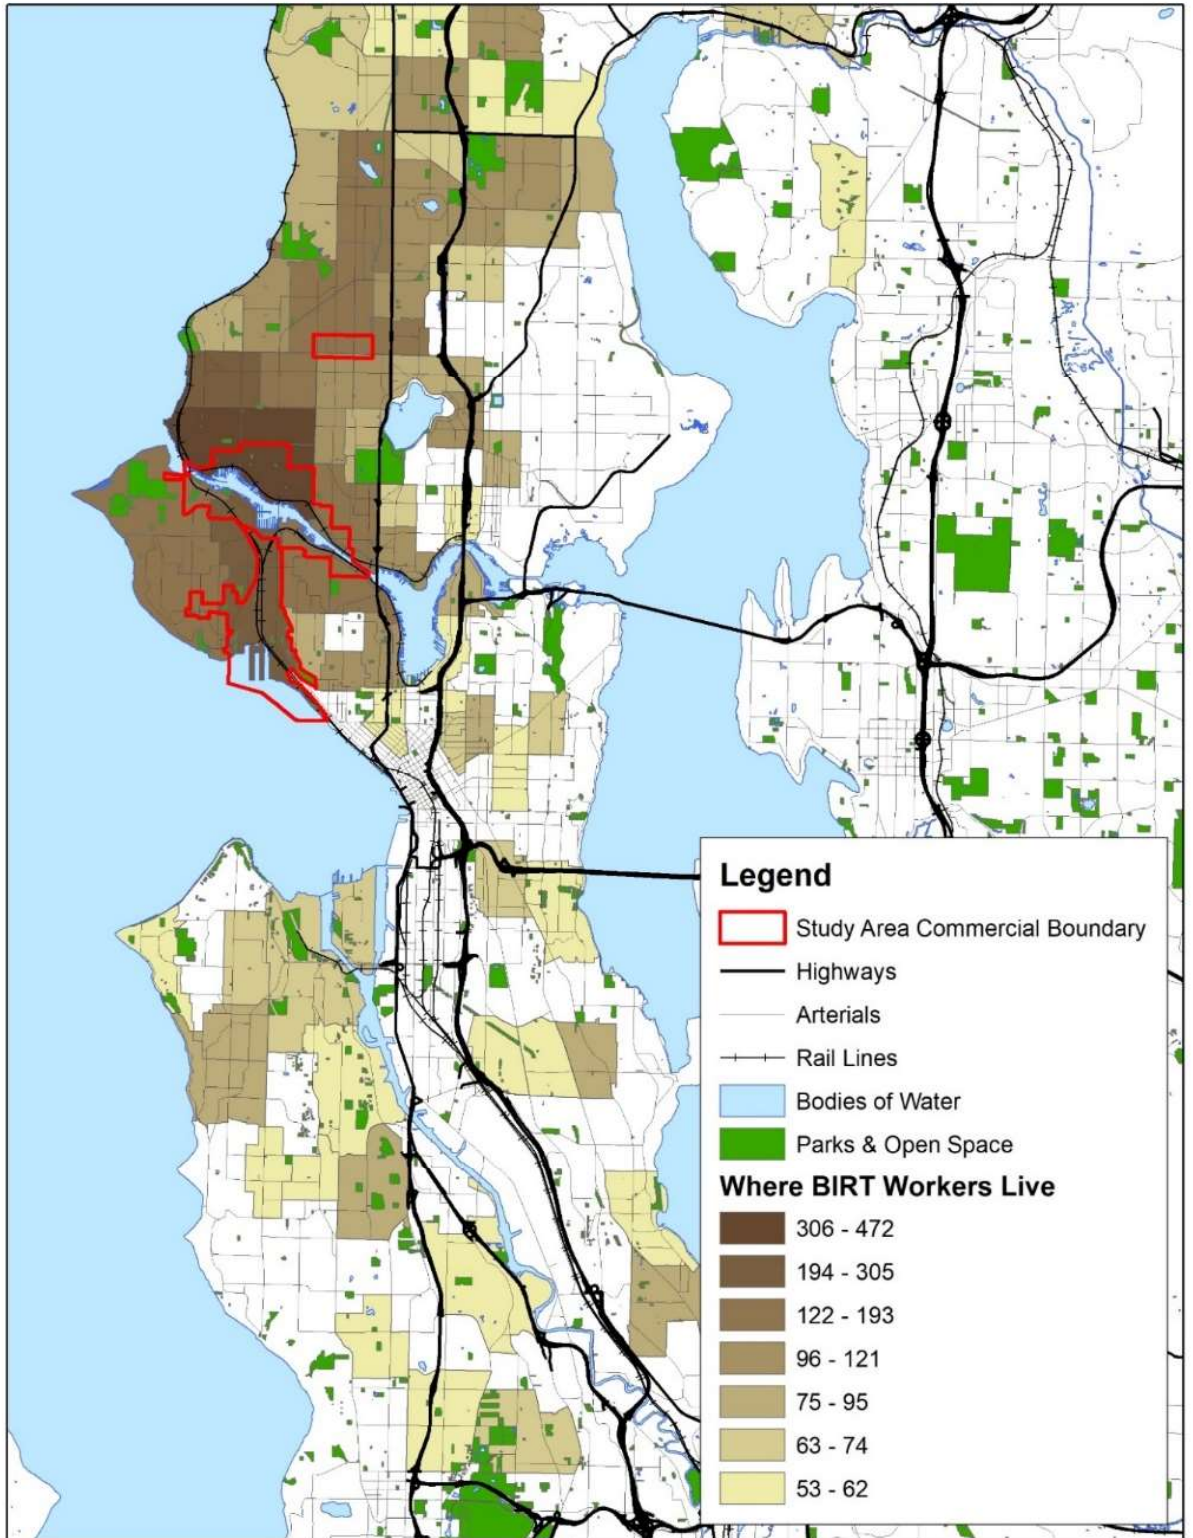 Legend
Study Area Commercial Boundary
Highways
Arterials
Rail Lines
Bodies of Water
Parks & Open Space
Where BIRT Workers Live
306 - 472
194 - 305
122 - 193
96 - 121
75 - 95
63 - 74
53 - 62